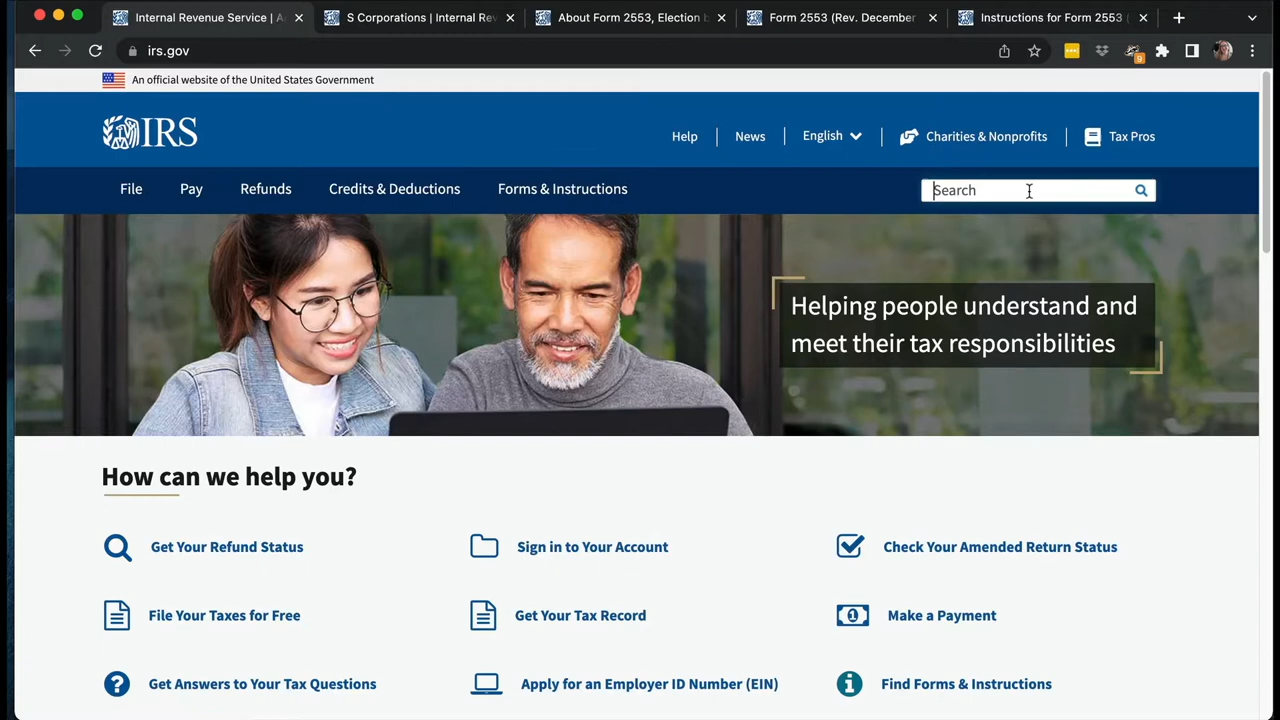 Internal Revenue Service | A
S Corporations | Internal Rev
About Form 2553, Election b
Form 2553 (Rev. December
Instructions for Form 2553 (
irs.gov
9
An official website of the United States Government
IRS
Help
News
English
Charities & Nonprofits
Tax Pros
File
Pay
Refunds
Credits & Deductions
Forms & Instructions
Search
Helping people understand and
meet their tax responsibilities
How can we help you?
Get Your Refund Status
Sign in to Your Account
Check Your Amended Return Status
File Your Taxes for Free
Get Your Tax Record
Make a Payment
Get Answers to Your Tax Questions
Apply for an Employer ID Number (EIN)
Find Forms & Instructions